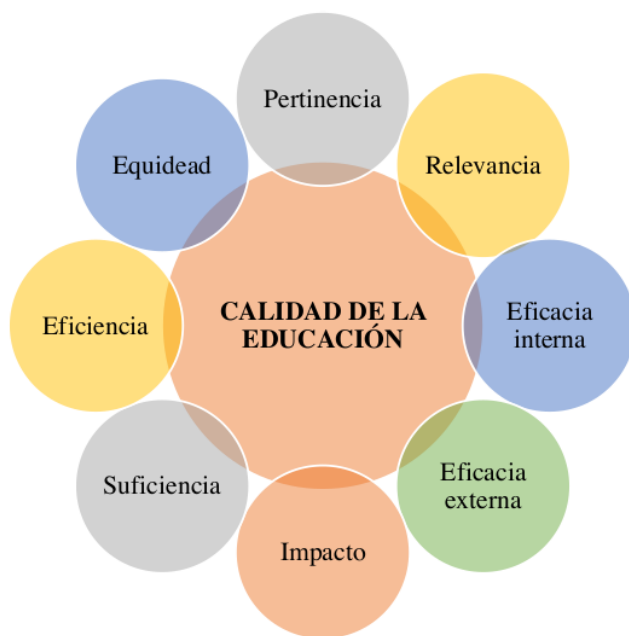 Pertinencia
Equidead
Relevancia
CALIDAD DE LA
EDUCACIÓN
Eficiencia
Eficacia
interna
Suficiencia
Eficacia
externa
Impacto